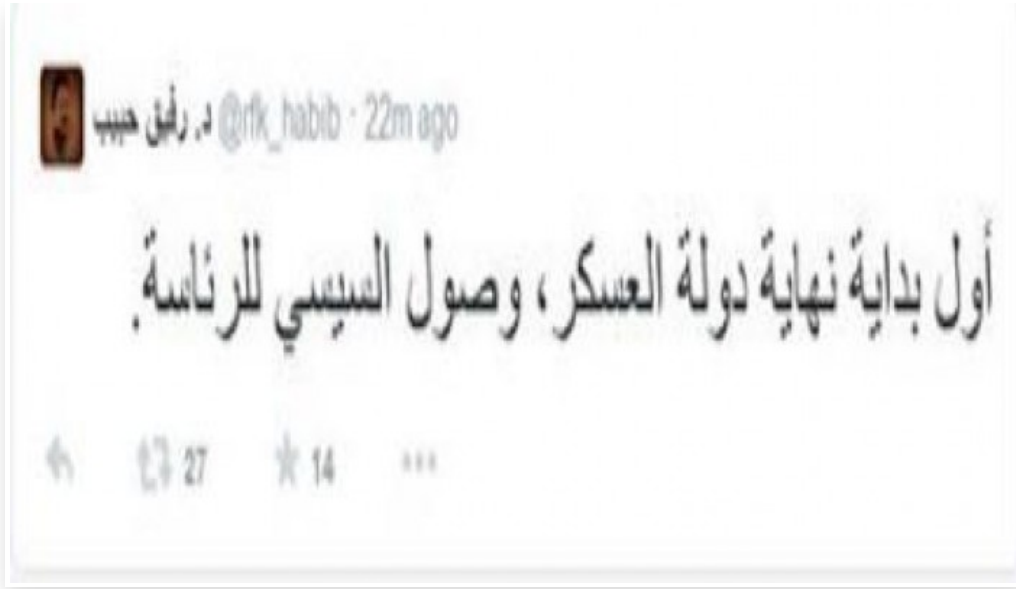 د. رفيق حبيب @rfk_habib · 22m ago
أول بداية نهاية دولة العسكر، وصول السيسي للرئاسة.
27 14